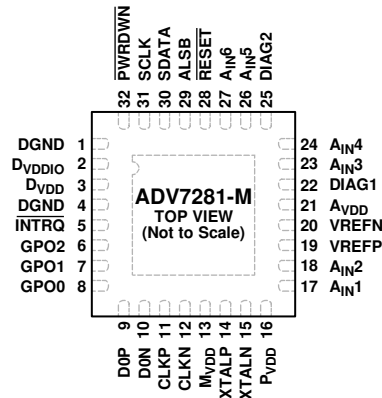 PWRDWN
SCLK
SDATA
ALSB
RESET
AIN6
AIN5
DIAG2
32
31
30
29
28
27
26
25
DGND 1
DVDDIO 2
DVDD 3
DGND 4
INTRQ 5
GPO2 6
GPO1 7
GPO0 8
ADV7281-M
TOP VIEW
(Not to Scale)
24 AIN4
23 AIN3
22 DIAG1
21 AVDD
20 VREFN
19 VREFP
18 AIN2
17 AIN1
9
10
11
12
13
14
15
16
D0P
D0N
CLKP
CLKN
MVDD
XTALP
XTALN
PVDD